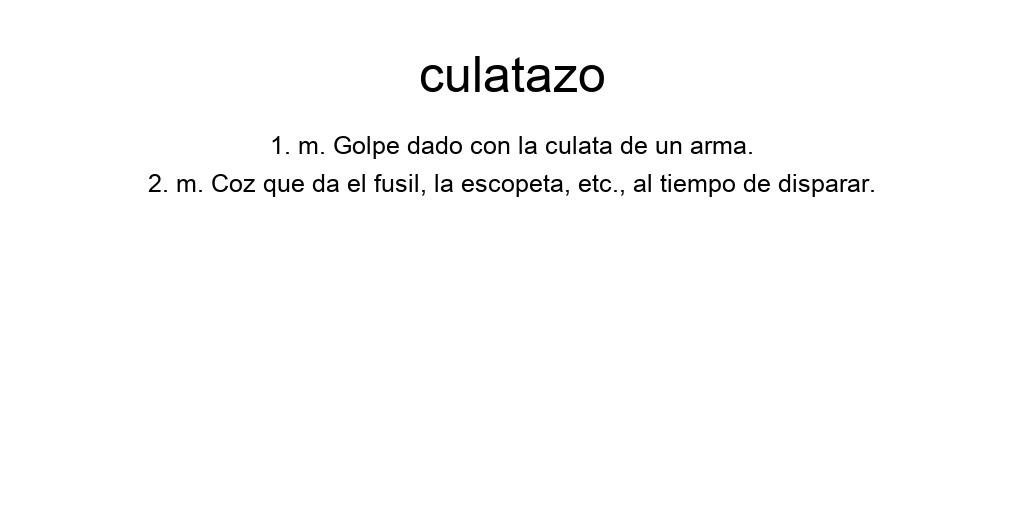 culatazo
1. m. Golpe dado con la culata de un arma.
2. m. Coz que da el fusil, la escopeta, etc., al tiempo de disparar.